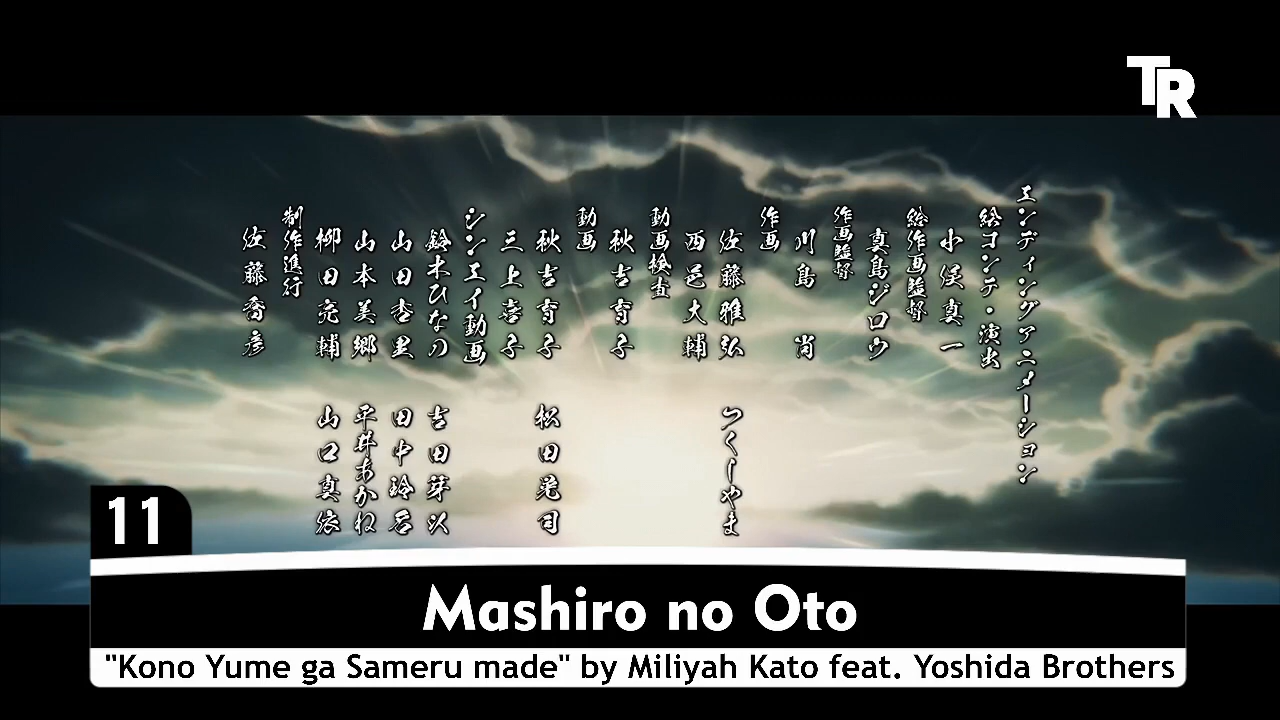 TR
エンディングアニメーション
絵コンテ・演出
小俣真一
総作画監督
真島ジロウ
作画監督
川島 尚
作画
佐藤雅弘 つくしやま
西邑大輔
動画検査
秋吉育子
動画
秋吉育子 松田晃司
三上喜子
シンエイ動画
鈴木ひなの 吉田芽以
山田杏里 田中玲名
山本美郷 平井あかね
柳田亮輔 山口真依
制作進行
佐藤喬彦
11
Mashiro no Oto
"Kono Yume ga Sameru made" by Miliyah Kato feat. Yoshida Brothers